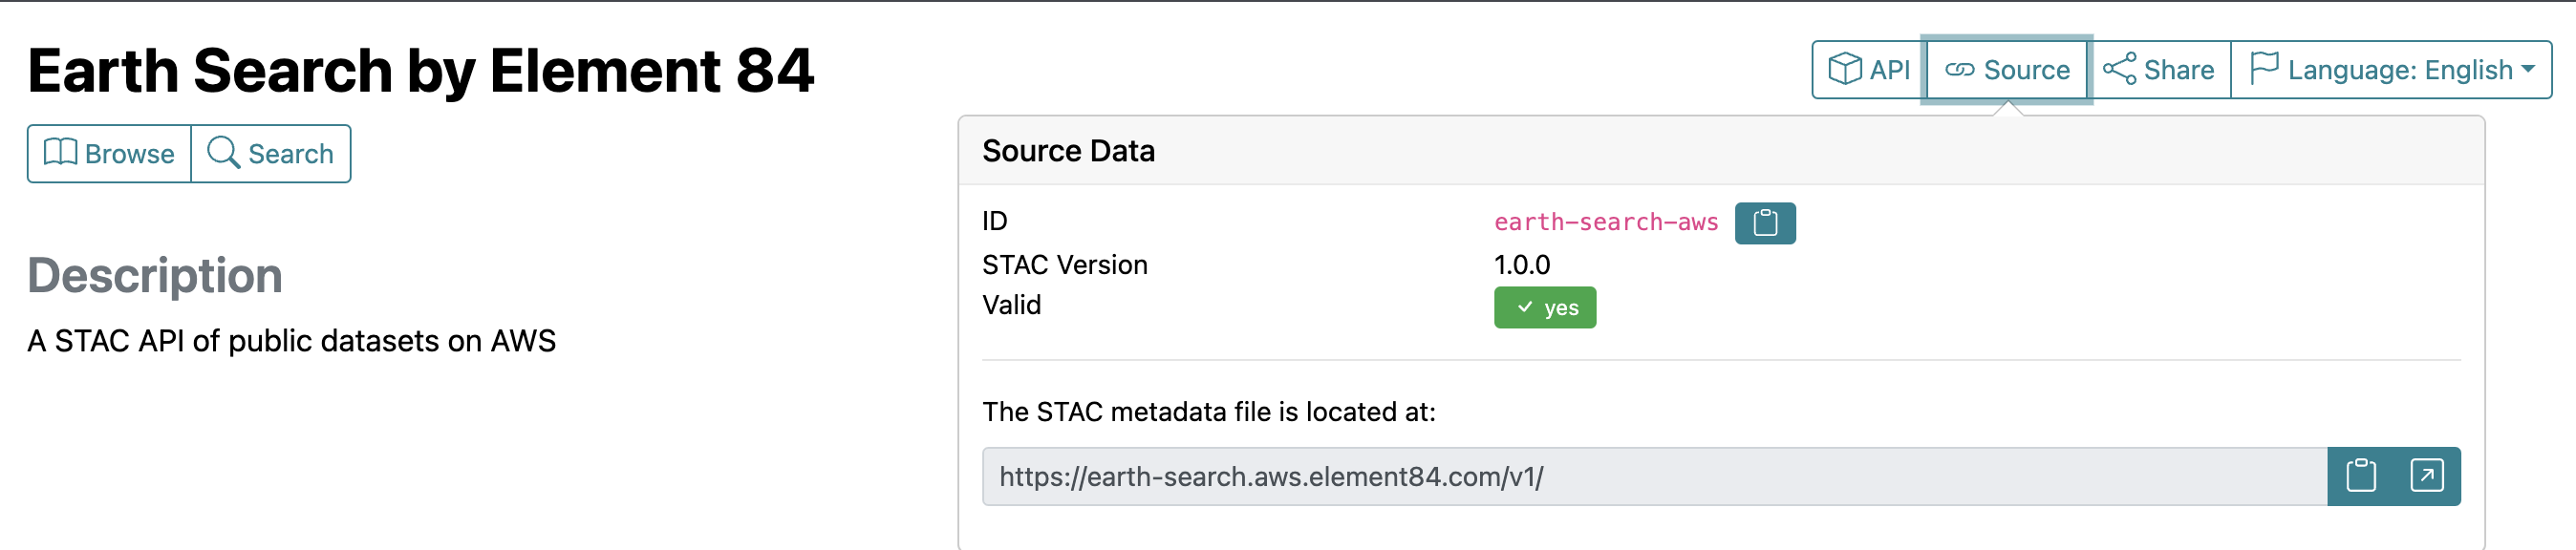 Earth Search by Element 84
API Source Share Language: English
Browse Search
Source Data
ID earth-search-aws
STAC Version 1.0.0
Valid yes
Description
A STAC API of public datasets on AWS
The STAC metadata file is located at:
https://earth-search.aws.element84.com/v1/